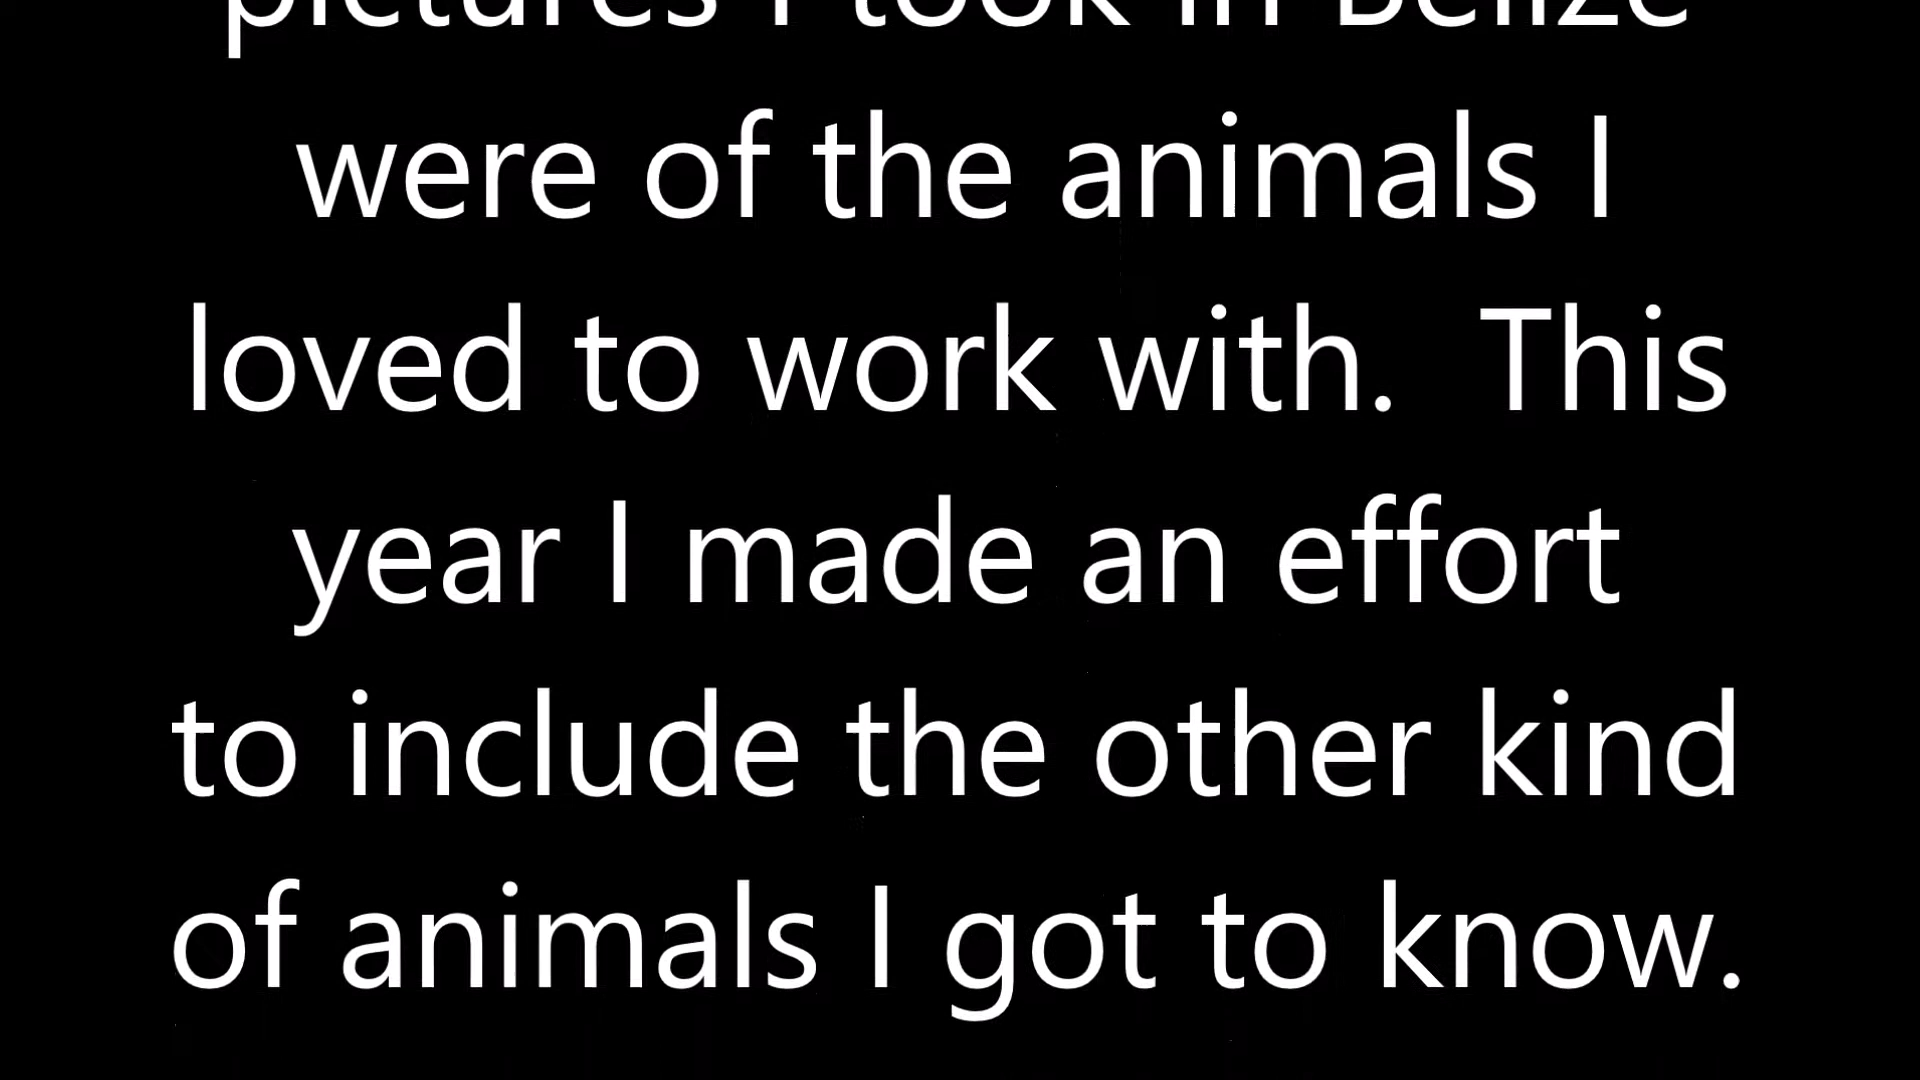 pictures I took in Belize
were of the animals I
loved to work with.  This
year I made an effort
to include the other kind
of animals I got to know.